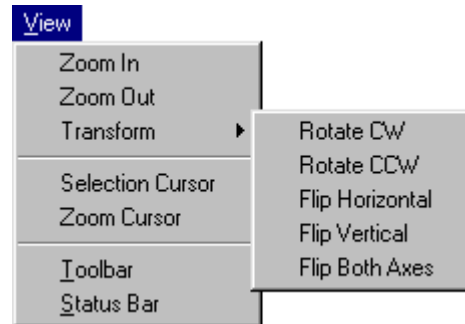 View
Zoom In
Zoom Out
Transform
Rotate CW
Rotate CCW
Flip Horizontal
Flip Vertical
Flip Both Axes
Selection Cursor
Zoom Cursor
Toolbar
Status Bar